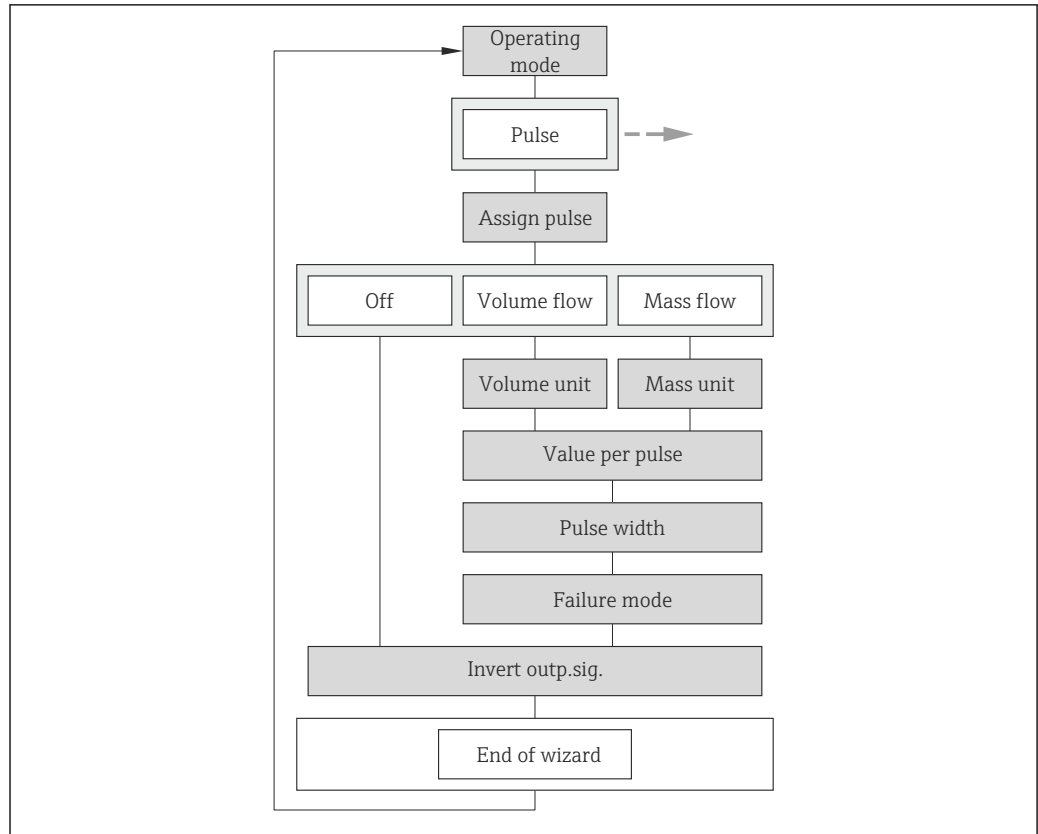 Operating
mode
Pulse
Assign pulse
Off
Volume flow
Mass flow
Volume unit
Mass unit
Value per pulse
Pulse width
Failure mode
Invert outp.sig.
End of wizard